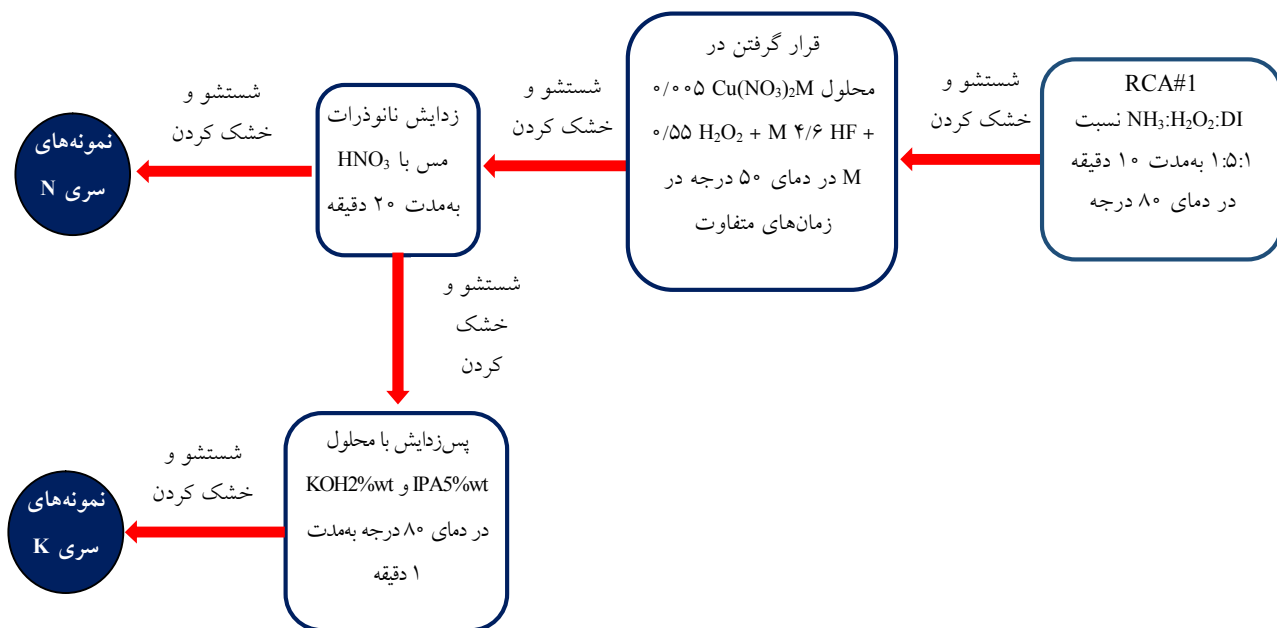 RCA#1
NH₃:H₂O₂:DI نسبت
۱:۵:۱ به‌مدت ۱۰ دقیقه
در دمای ۸۰ درجه
شستشو و
خشک کردن
قرار گرفتن در
محلول ۰/۰۰۵ Cu(NO₃)₂M
۰/۵۵ H₂O₂ + M ۴/۶ HF +
M در دمای ۵۰ درجه در
زمان‌های متفاوت
شستشو و
خشک کردن
زدایش نانوذرات
مس با HNO₃
به‌مدت ۲۰ دقیقه
شستشو و
خشک کردن
نمونه‌های
سری N
شستشو و
خشک
کردن
پس‌زدایش با محلول
KOH2%wt و IPA5%wt
در دمای ۸۰ درجه به‌مدت
۱ دقیقه
شستشو و
خشک کردن
نمونه‌های
سری K